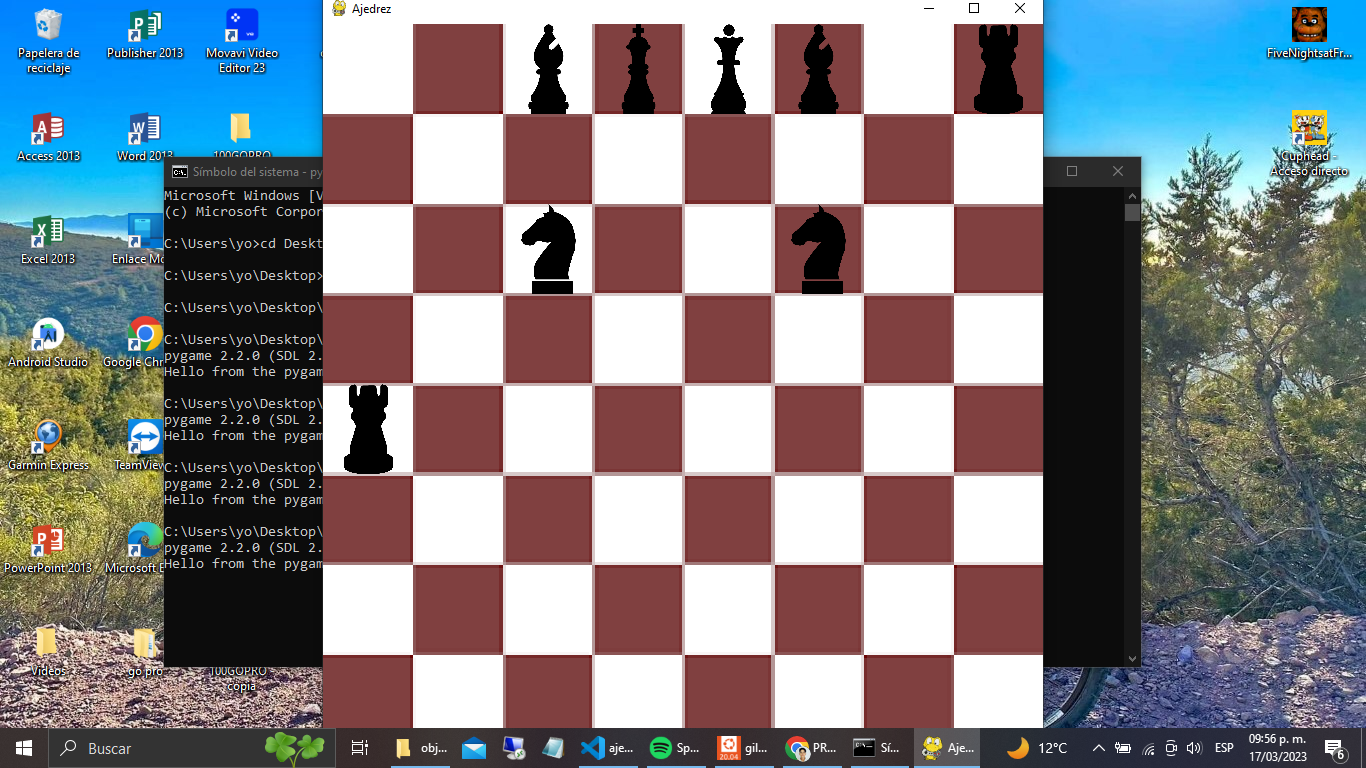 Ajedrez
Papelera de
reciclaje
Publisher 2013
Movavi Video
Editor 23
FiveNightsatFr...
Access 2013
Word 2013
100GOPRO
Cuphead -
Acceso directo
Símbolo del sistema - py
Microsoft Windows [V
(c) Microsoft Corpor
C:\Users\yo>cd Deskt
C:\Users\yo\Desktop>
C:\Users\yo\Desktop\
C:\Users\yo\Desktop\
pygame 2.2.0 (SDL 2.
Hello from the pygam
C:\Users\yo\Desktop\
pygame 2.2.0 (SDL 2.
Hello from the pygam
C:\Users\yo\Desktop\
pygame 2.2.0 (SDL 2.
Hello from the pygam
C:\Users\yo\Desktop\
pygame 2.2.0 (SDL 2.
Hello from the pygam
Excel 2013
Enlace Mo
Android Studio
Google Chr
Garmin Express
TeamView
PowerPoint 2013
Microsoft E
Videos
go pro
100GOPRO
copia
Buscar
obj...
aje...
Sp...
20.04
gil...
PR...
Sí...
Aje...
12°C
ESP
09:56 p. m.
17/03/2023
6